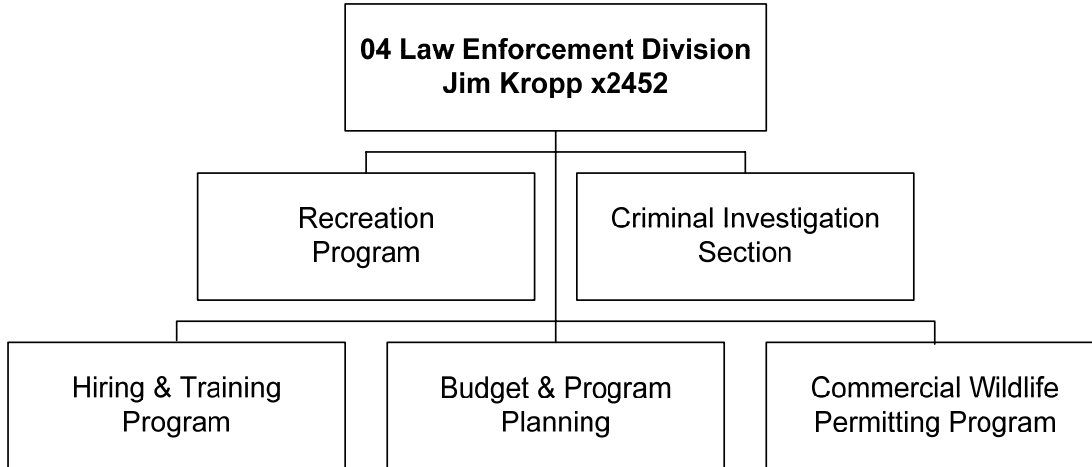 04 Law Enforcement Division
Jim Kropp x2452
Recreation
Program
Criminal Investigation
Section
Hiring & Training
Program
Budget & Program
Planning
Commercial Wildlife
Permitting Program